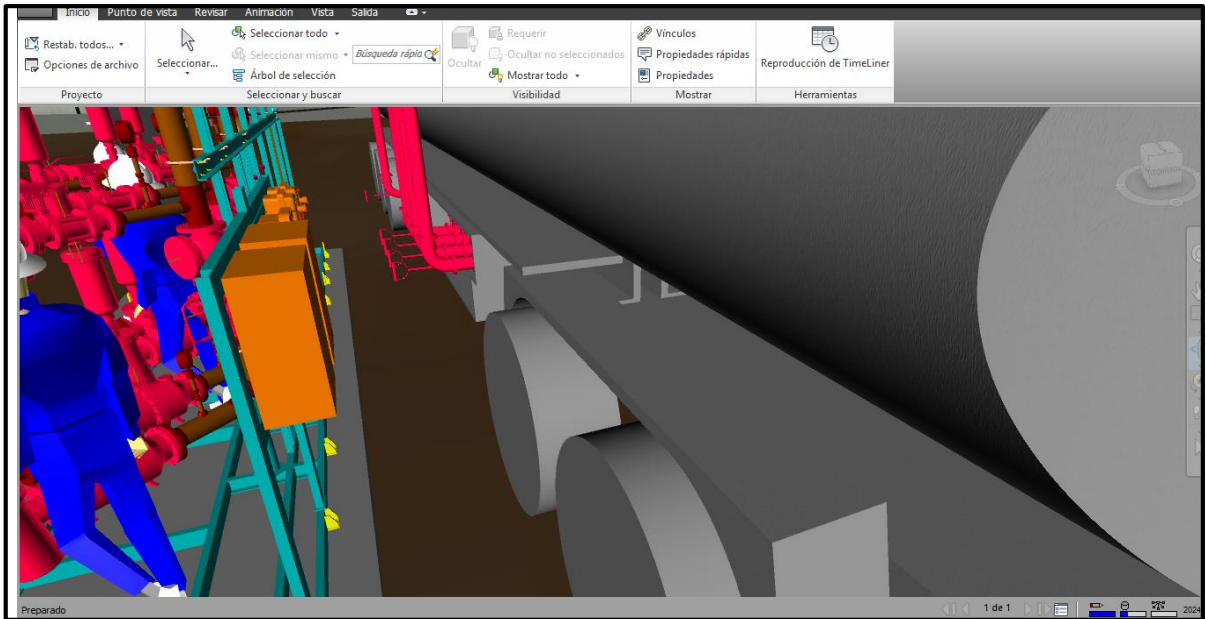 Inicio Punto de vista Revisar Animación Vista Salida
Restab. todos...
Opciones de archivo
Proyecto
Seleccionar...
Seleccionar todo
Seleccionar mismo
Árbol de selección
Búsqueda rápida
Seleccionar y buscar
Ocultar
Requerir
Ocultar no seleccionados
Mostrar todo
Visibilidad
Vínculos
Propiedades rápidas
Propiedades
Mostrar
Reproducción de TimeLiner
Herramientas
Preparado
1 de 1
2024